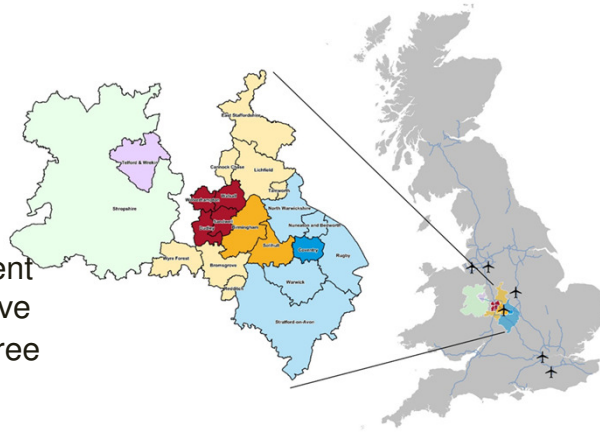 East Staffordshire
Cannock Chase
Lichfield
Tamworth
Telford & Wrekin
Shropshire
Wolverhampton
Walsall
Sandwell
Dudley
Birmingham
North Warwickshire
Nuneaton and Bedworth
Solihull
Coventry
Rugby
Wyre Forest
Bromsgrove
Redditch
Warwick
Stratford-on-Avon
ent
ve
ree